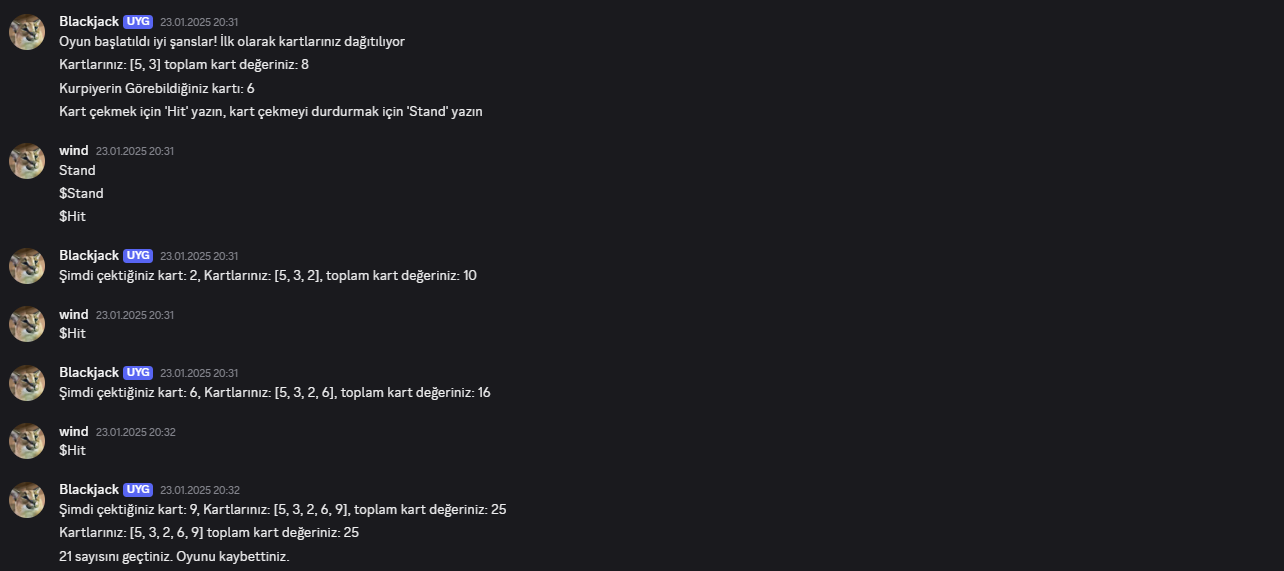 Blackjack UYG 23.01.2025 20:31
Oyun başlatıldı iyi şanslar! İlk olarak kartlarınız dağıtılıyor
Kartlarınız: [5, 3] toplam kart değeriniz: 8
Kurpiyerin Görebildiğiniz kartı: 6
Kart çekmek için 'Hit' yazın, kart çekmeyi durdurmak için 'Stand' yazın
wind 23.01.2025 20:31
Stand
$Stand
$Hit
Blackjack UYG 23.01.2025 20:31
Şimdi çektiğiniz kart: 2, Kartlarınız: [5, 3, 2], toplam kart değeriniz: 10
wind 23.01.2025 20:31
$Hit
Blackjack UYG 23.01.2025 20:31
Şimdi çektiğiniz kart: 6, Kartlarınız: [5, 3, 2, 6], toplam kart değeriniz: 16
wind 23.01.2025 20:32
$Hit
Blackjack UYG 23.01.2025 20:32
Şimdi çektiğiniz kart: 9, Kartlarınız: [5, 3, 2, 6, 9], toplam kart değeriniz: 25
Kartlarınız: [5, 3, 2, 6, 9] toplam kart değeriniz: 25
21 sayısını geçtiniz. Oyunu kaybettiniz.